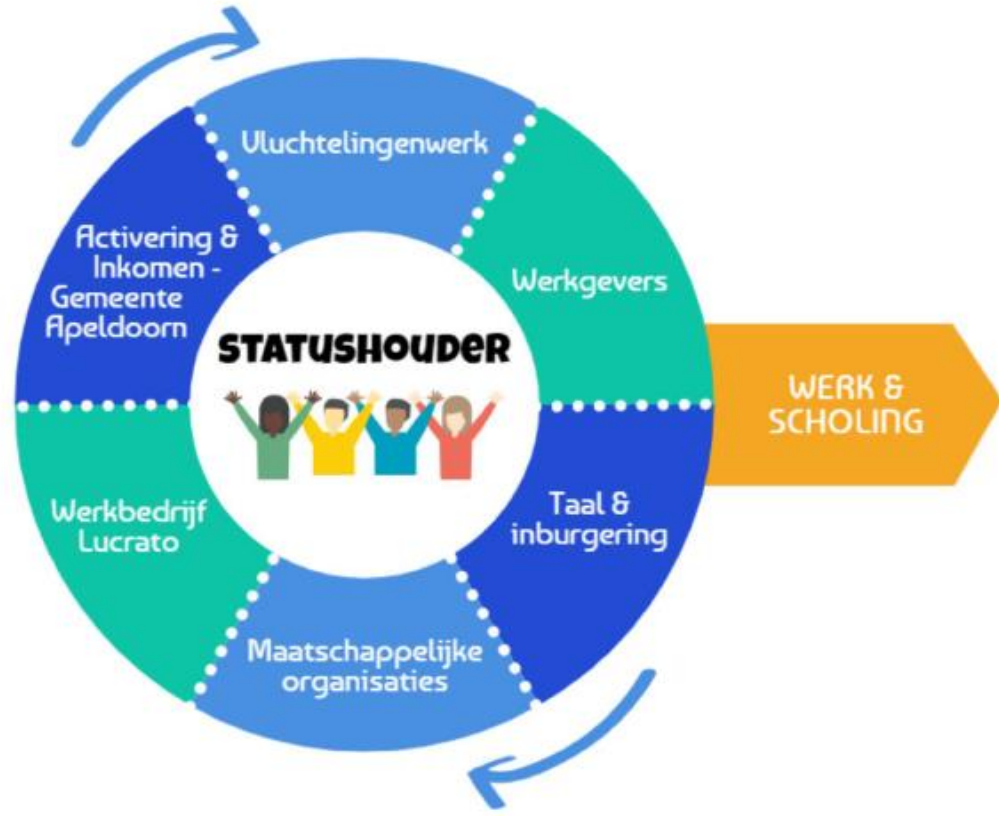 Vluchtelingenwerk
Activering &
Inkomen -
Gemeente
Apeldoorn
Werkgevers
STATUSHOUDER
WERK &
SCHOLING
Werkbedrijf
Lucrato
Taal &
inburgering
Maatschappelijke
organisaties